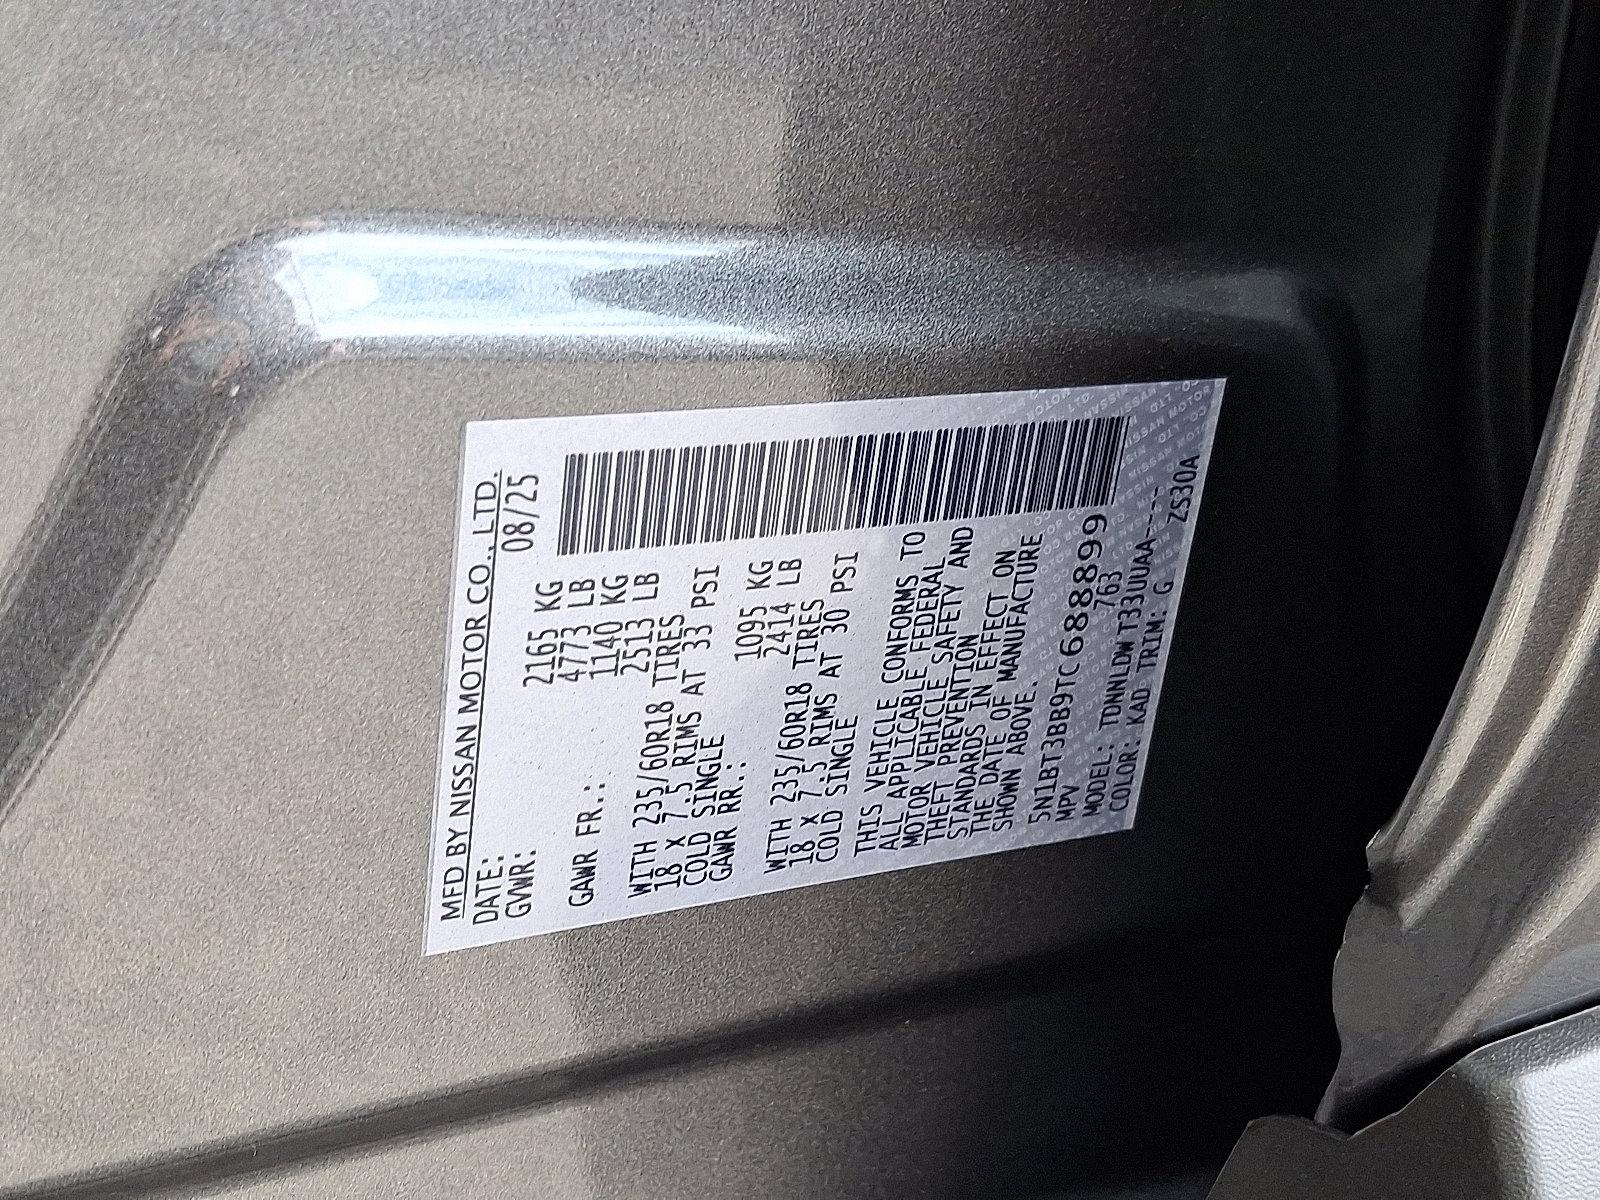 MFD BY NISSAN MOTOR CO., LTD.
DATE: 08/25
GVWR: 2165 KG
4773 LB
GAWR FR.: 1140 KG
2513 LB
WITH 235/60R18 TIRES
18 x 7.5 RIMS AT 33 PSI
COLD SINGLE
GAWR RR.: 1095 KG
2414 LB
WITH 235/60R18 TIRES
18 x 7.5 RIMS AT 30 PSI
COLD SINGLE
THIS VEHICLE CONFORMS TO
ALL APPLICABLE FEDERAL
MOTOR VEHICLE SAFETY AND
THEFT PREVENTION
STANDARDS IN EFFECT ON
THE DATE OF MANUFACTURE
SHOWN ABOVE.
5N1BT3BB9TC688899
MPV 763
MODEL: TDNNLDWT33UUAA----
COLOR: KAD TRIM: G ZS30A